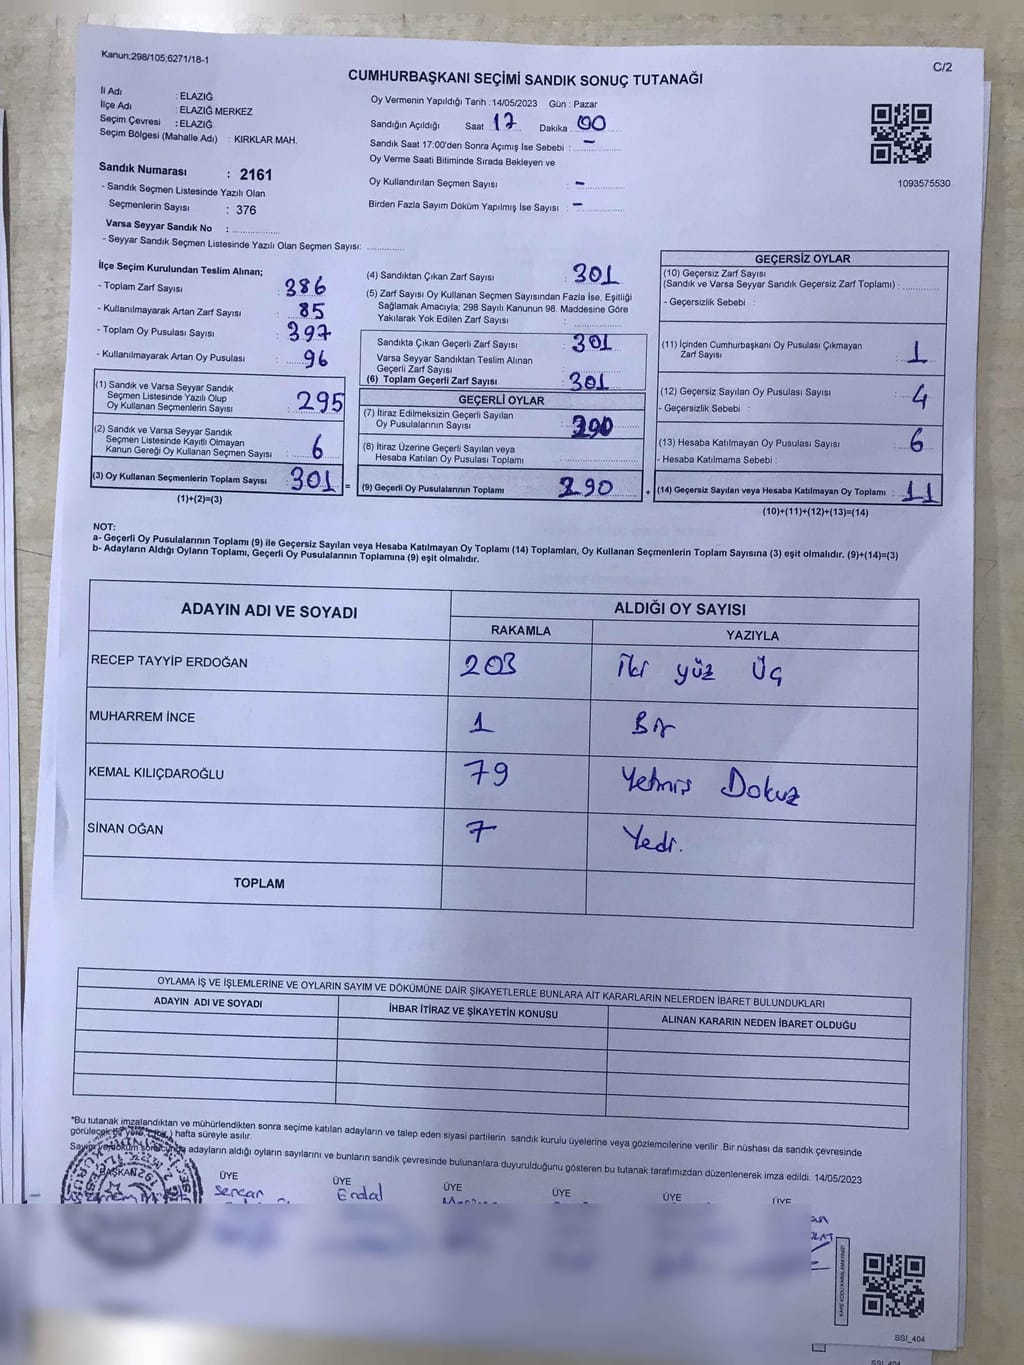 Kanun:298/105;6271/18-1
C/2
CUMHURBAŞKANI SEÇİMİ SANDIK SONUÇ TUTANAĞI
İl Adı : ELAZIĞ
İlçe Adı : ELAZIĞ MERKEZ
Seçim Çevresi : ELAZIĞ
Seçim Bölgesi (Mahalle Adı) : KIRKLAR MAH.
Sandık Numarası : 2161
- Sandık Seçmen Listesinde Yazılı Olan
Seçmenlerin Sayısı : 376
Varsa Seyyar Sandık No :
- Seyyar Sandık Seçmen Listesinde Yazılı Olan Seçmen Sayısı:
Oy Vermenin Yapıldığı Tarih : 14/05/2023 Gün : Pazar
Sandığın Açıldığı Saat 17 Dakika 00
Sandık Saat 17:00'den Sonra Açımış İse Sebebi : -
Oy Verme Saati Bitiminde Sırada Bekleyen ve
Oy Kullandırılan Seçmen Sayısı : -
Birden Fazla Sayım Döküm Yapılmış İse Sayısı : -
1093575530
İlçe Seçim Kurulundan Teslim Alınan;
- Toplam Zarf Sayısı : 386
- Kullanılmayarak Artan Zarf Sayısı : 85
- Toplam Oy Pusulası Sayısı : 397
- Kullanılmayarak Artan Oy Pusulası : 96
(1) Sandık ve Varsa Seyyar Sandık
Seçmen Listesinde Yazılı Olup
Oy Kullanan Seçmenlerin Sayısı : 295
(2) Sandık ve Varsa Seyyar Sandık
Seçmen Listesinde Kayıtlı Olmayan
Kanun Gereği Oy Kullanan Seçmen Sayısı : 6
(3) Oy Kullanan Seçmenlerin Toplam Sayısı : 301 =
(1)+(2)=(3)
(4) Sandıktan Çıkan Zarf Sayısı : 301
(5) Zarf Sayısı Oy Kullanan Seçmen Sayısından Fazla İse, Eşitliği
Sağlamak Amacıyla; 298 Sayılı Kanunun 98. Maddesine Göre
Yakılarak Yok Edilen Zarf Sayısı :
Sandıkta Çıkan Geçerli Zarf Sayısı : 301
Varsa Seyyar Sandıktan Teslim Alınan
Geçerli Zarf Sayısı :
(6) Toplam Geçerli Zarf Sayısı : 301
GEÇERLİ OYLAR
(7) İtiraz Edilmeksizin Geçerli Sayılan
Oy Pusulalarının Sayısı : 290
(8) İtiraz Üzerine Geçerli Sayılan veya
Hesaba Katılan Oy Pusulası Toplamı :
(9) Geçerli Oy Pusulalarının Toplamı : 290 +
GEÇERSİZ OYLAR
(10) Geçersiz Zarf Sayısı
(Sandık ve Varsa Seyyar Sandık Geçersiz Zarf Toplamı) :
- Geçersizlik Sebebi :
(11) İçinden Cumhurbaşkanı Oy Pusulası Çıkmayan
Zarf Sayısı : 1
(12) Geçersiz Sayılan Oy Pusulası Sayısı : 4
- Geçersizlik Sebebi :
(13) Hesaba Katılmayan Oy Pusulası Sayısı : 6
- Hesaba Katılmama Sebebi :
(14) Geçersiz Sayılan veya Hesaba Katılmayan Oy Toplamı : 11
(10)+(11)+(12)+(13)=(14)
NOT:
a- Geçerli Oy Pusulalarının Toplamı (9) ile Geçersiz Sayılan veya Hesaba Katılmayan Oy Toplamı (14) Toplamları, Oy Kullanan Seçmenlerin Toplam Sayısına (3) eşit olmalıdır. (9)+(14)=(3)
b- Adayların Aldığı Oyların Toplamı, Geçerli Oy Pusulalarının Toplamına (9) eşit olmalıdır.
ADAYIN ADI VE SOYADI ALDIĞI OY SAYISI
RAKAMLA YAZIYLA
RECEP TAYYİP ERDOĞAN 203 İki yüz Üç
MUHARREM İNCE 1 Bir
KEMAL KILIÇDAROĞLU 79 Yetmiş Dokuz
SİNAN OĞAN 7 Yedi.
TOPLAM
OYLAMA İŞ VE İŞLEMLERİNE VE OYLARIN SAYIM VE DÖKÜMÜNE DAİR ŞİKAYETLERLE BUNLARA AİT KARARLARIN NELERDEN İBARET BULUNDUKLARI
ADAYIN ADI VE SOYADI İHBAR İTİRAZ VE ŞİKAYETİN KONUSU ALINAN KARARIN NEDEN İBARET OLDUĞU
*Bu tutanak imzalandıktan ve mühürlendikten sonra seçime katılan adayların ve talep eden siyasi partilerin sandık kurulu üyelerine veya gözlemcilerine verilir .Bir nüshası da sandık çevresinde
görülecek bir yere ) hafta süreyle asılır.
Sayım ve döküm sonucunda adayların aldığı oyların sayılarını ve bunların sandık çevresinde bulunanlara duyurulduğunu gösteren bu tutanak tarafımızdan düzenlenerek imza edildi. 14/05/2023
BAŞKAN ÜYE ÜYE ÜYE ÜYE ÜYE ÜYE
Sercan Erdal
SSI_404
SSI_404